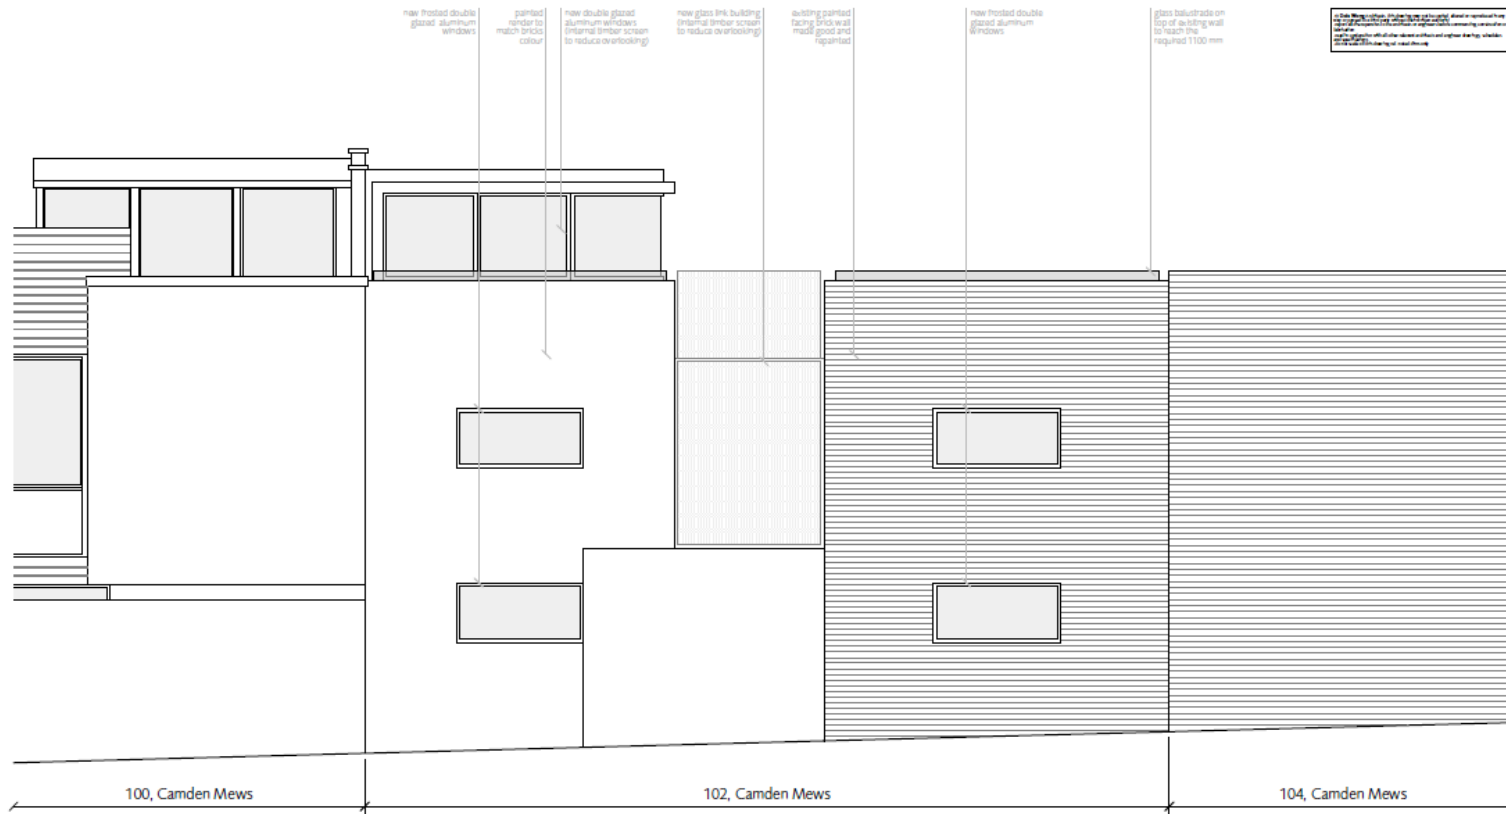 new frosted double
glazed aluminum
windows
painted
render to
match bricks
colour
new double glazed
aluminum windows
(internal timber screen
to reduce overlooking)
new glass link building
(internal timber screen
to reduce overlooking)
existing painted
facing brick wall
made good and
repainted
new frosted double
glazed aluminum
windows
glass balustrade on
top of existing wall
to reach the
required 1100 mm
100, Camden Mews
102, Camden Mews
104, Camden Mews